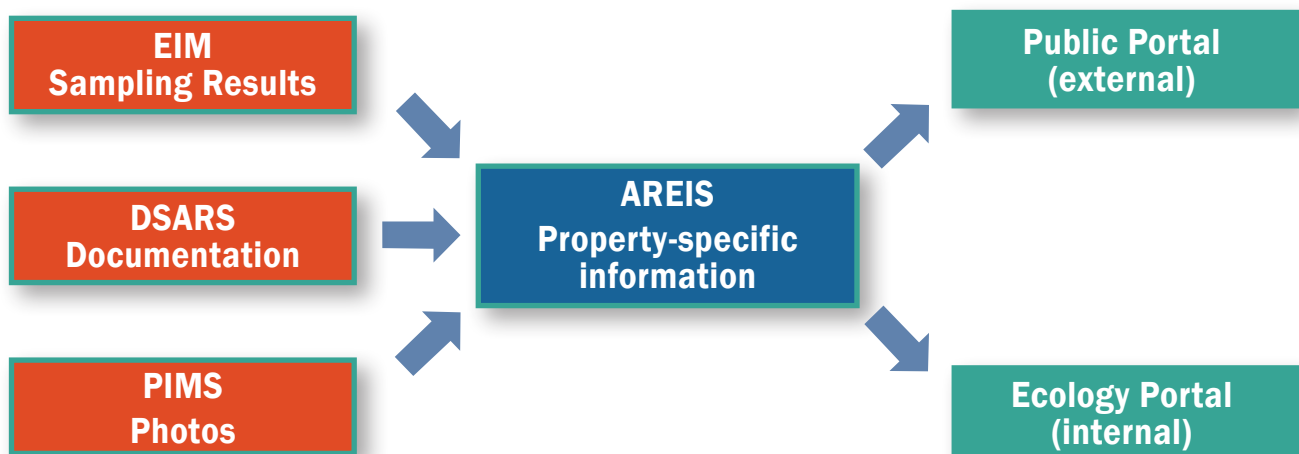 EIM
Sampling Results
DSARS
Documentation
PIMS
Photos
AREIS
Property-specific
information
Public Portal
(external)
Ecology Portal
(internal)